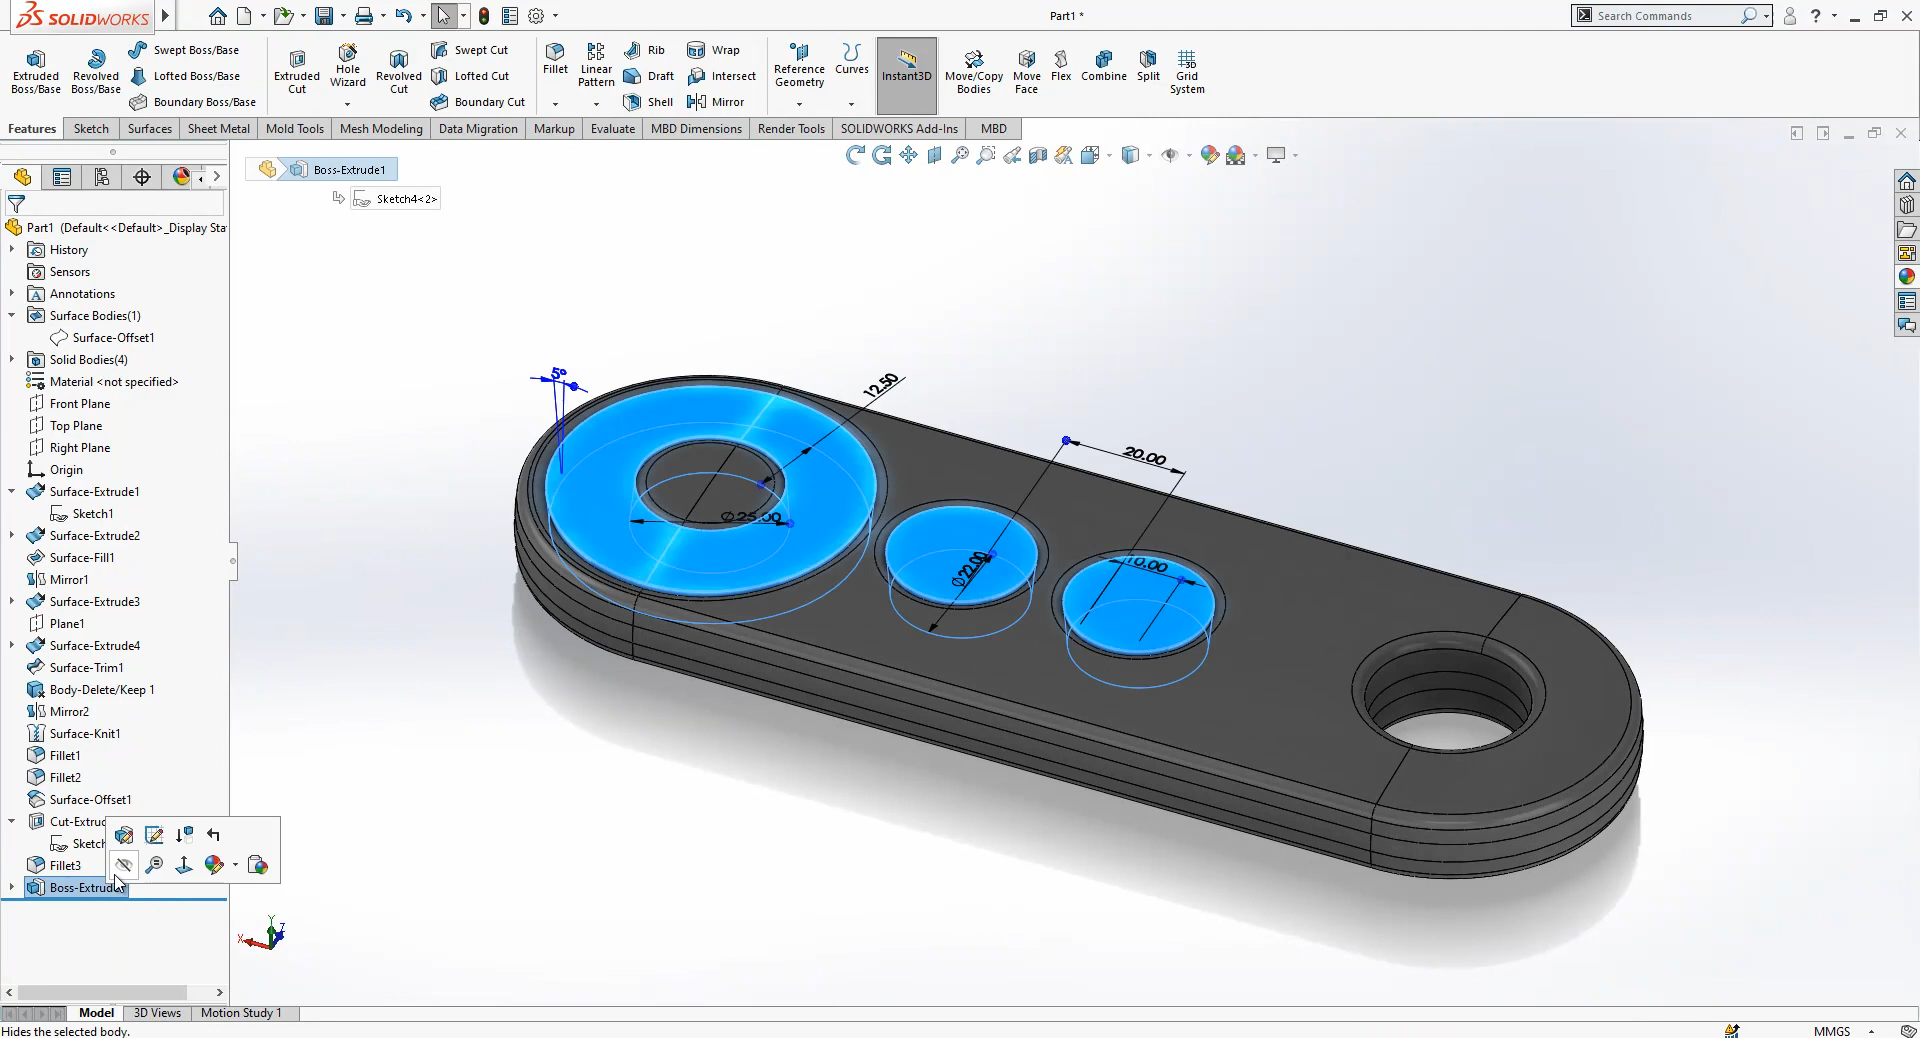 SOLIDWORKS
Part1 *
Search Commands
Extruded Boss/Base
Revolved Boss/Base
Swept Boss/Base
Lofted Boss/Base
Boundary Boss/Base
Extruded Cut
Hole Wizard
Revolved Cut
Swept Cut
Lofted Cut
Boundary Cut
Fillet
Linear Pattern
Rib
Draft
Shell
Wrap
Intersect
Mirror
Reference Geometry
Curves
Instant3D
Move/Copy Bodies
Move Face
Flex
Combine
Split
Grid System
Features
Sketch
Surfaces
Sheet Metal
Mold Tools
Mesh Modeling
Data Migration
Markup
Evaluate
MBD Dimensions
Render Tools
SOLIDWORKS Add-Ins
MBD
Boss-Extrude1
Sketch4<2>
Part1 (Default<<Default>_Display Sta
History
Sensors
Annotations
Surface Bodies(1)
Surface-Offset1
Solid Bodies(4)
Material <not specified>
Front Plane
Top Plane
Right Plane
Origin
Surface-Extrude1
Sketch1
Surface-Extrude2
Surface-Fill1
Mirror1
Surface-Extrude3
Plane1
Surface-Extrude4
Surface-Trim1
Body-Delete/Keep 1
Mirror2
Surface-Knit1
Fillet1
Fillet2
Surface-Offset1
Cut-Extrud
Sketch
Fillet3
Boss-Extrude
5°
12.50
Ø25.00
Ø22.00
20.00
10.00
X
Y
Z
Model
3D Views
Motion Study 1
Hides the selected body.
MMGS